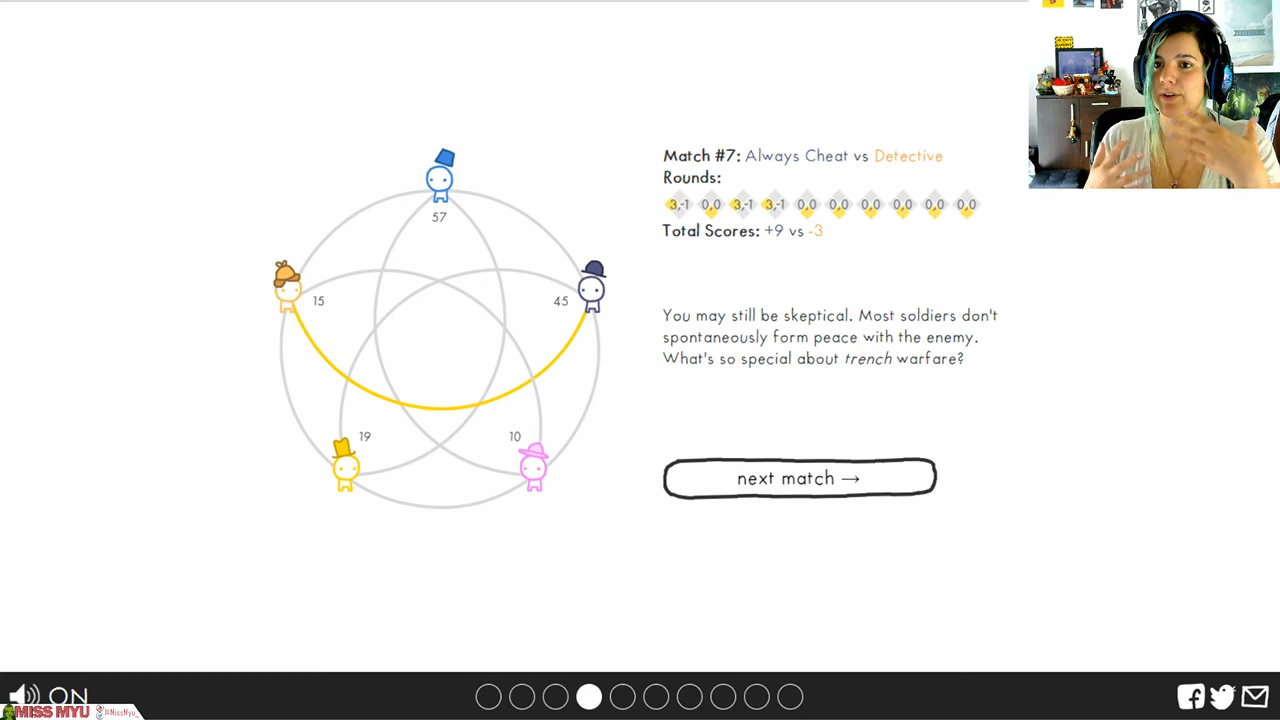 57
15
45
19
10
Match #7: Always Cheat vs Detective
Rounds:
3,-1 0,0 3,-1 3,-1 0,0 0,0 0,0 0,0 0,0 0,0
Total Scores: +9 vs -3
You may still be skeptical. Most soldiers don't
spontaneously form peace with the enemy.
What's so special about trench warfare?
next match →
ON
MISS MYU